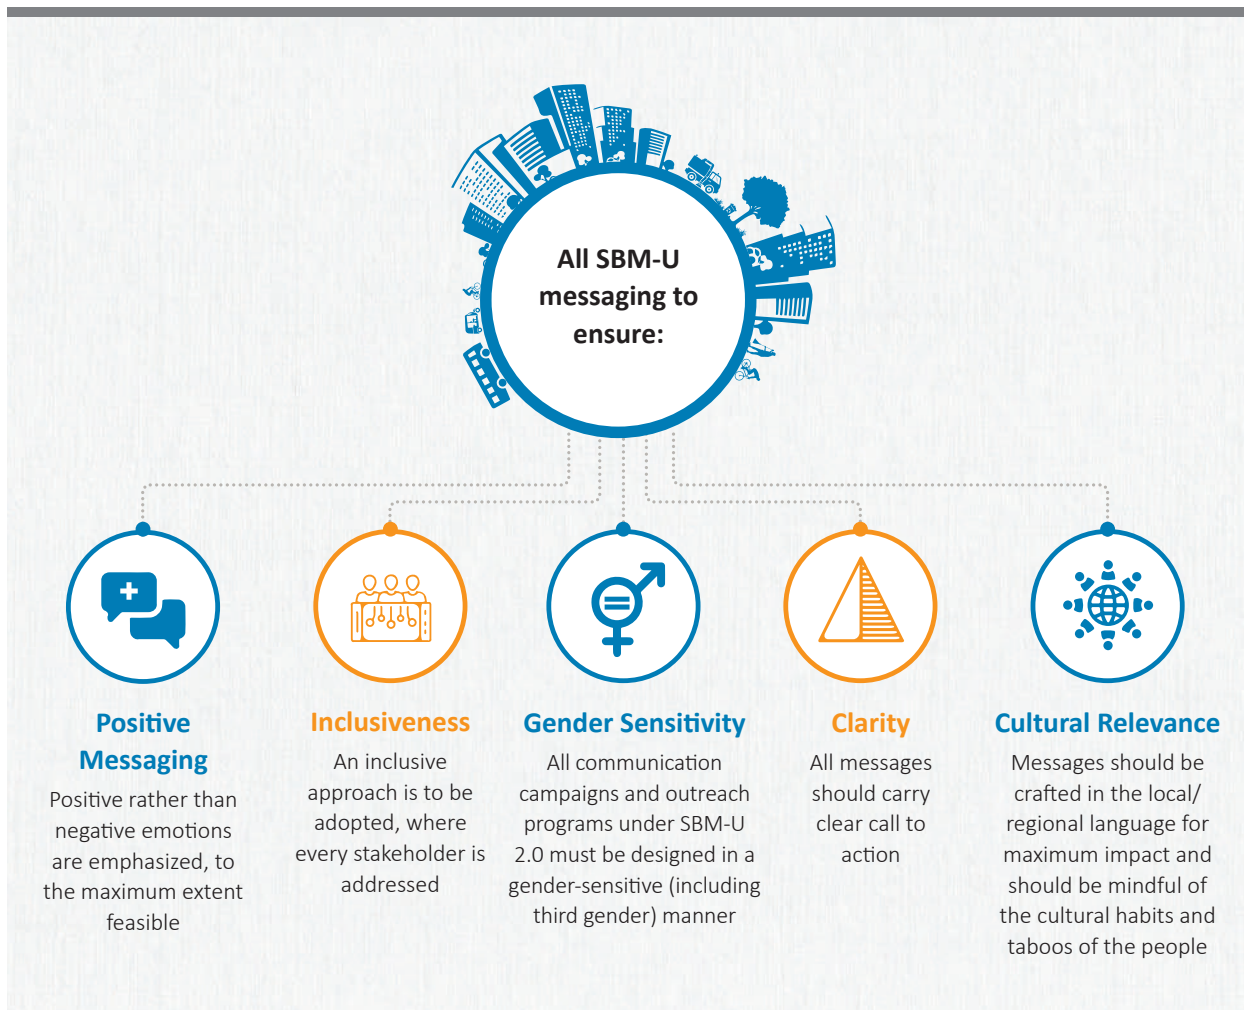 All SBM-U
messaging to
ensure:
Positive
Messaging
Positive rather than
negative emotions
are emphasized, to
the maximum extent
feasible
Inclusiveness
An inclusive
approach is to be
adopted, where
every stakeholder is
addressed
Gender Sensitivity
All communication
campaigns and outreach
programs under SBM-U
2.0 must be designed in a
gender-sensitive (including
third gender) manner
Clarity
All messages
should carry
clear call to
action
Cultural Relevance
Messages should be
crafted in the local/
regional language for
maximum impact and
should be mindful of
the cultural habits and
taboos of the people